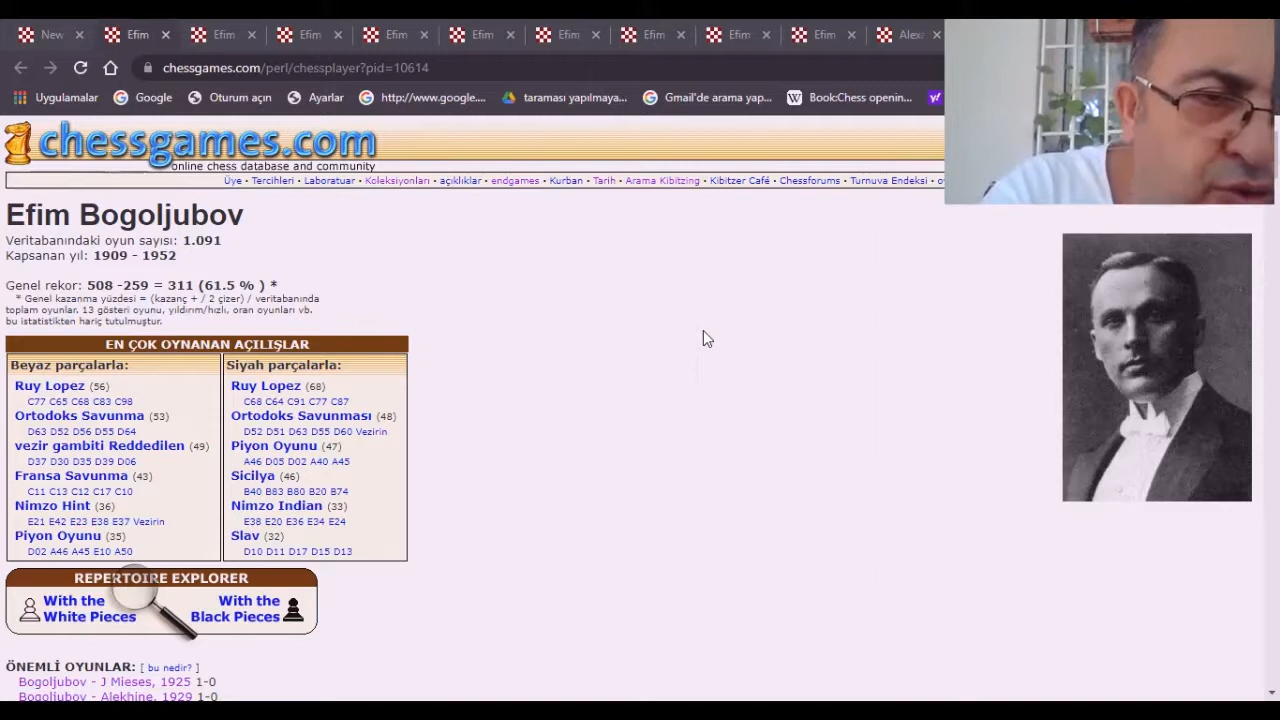 New
Efim
Efim
Efim
Efim
Efim
Efim
Efim
Efim
Efim
Alex
chessgames.com/perl/chessplayer?pid=10614
Uygulamalar
Google
Oturum açın
Ayarlar
http://www.google....
taraması yapılmaya...
Gmail'de arama yap...
Book:Chess openin...
chessgames.com
online chess database and community
Üye • Tercihleri • Laboratuar • Koleksiyonları • açıklıklar • endgames • Kurban • Tarih • Arama Kibitzing • Kibitzer Café • Chessforums • Turnuva Endeksi •
Efim Bogoljubov
Veritabanındaki oyun sayısı: 1.091
Kapsanan yıl: 1909 - 1952
Genel rekor: 508 -259 = 311 (61.5 % ) *
* Genel kazanma yüzdesi = (kazanç + / 2 çizer) / veritabanında
toplam oyunlar. 13 gösteri oyunu, yıldırım/hızlı, oran oyunları vb.
bu istatistikten hariç tutulmuştur.
EN ÇOK OYNANAN AÇILIŞLAR
Beyaz parçalarla:
Ruy Lopez (56)
C77 C65 C68 C83 C98
Ortodoks Savunma (53)
D63 D52 D56 D55 D64
vezir gambiti Reddedilen (49)
D37 D30 D35 D39 D06
Fransa Savunma (43)
C11 C13 C12 C17 C10
Nimzo Hint (36)
E21 E42 E23 E38 E37 Vezirin
Piyon Oyunu (35)
D02 A46 A45 E10 A50
Siyah parçalarla:
Ruy Lopez (68)
C68 C64 C91 C77 C87
Ortodoks Savunması (48)
D52 D51 D63 D55 D60 Vezirin
Piyon Oyunu (47)
A46 D05 D02 A40 A45
Sicilya (46)
B40 B83 B80 B20 B74
Nimzo Indian (33)
E38 E20 E36 E34 E24
Slav (32)
D10 D11 D17 D15 D13
REPERTOIRE EXPLORER
With the
White Pieces
With the
Black Pieces
ÖNEMLİ OYUNLAR: [ bu nedir? ]
Bogoljubov - J Mieses, 1925 1-0
Bogoljubov - Alekhine, 1929 1-0